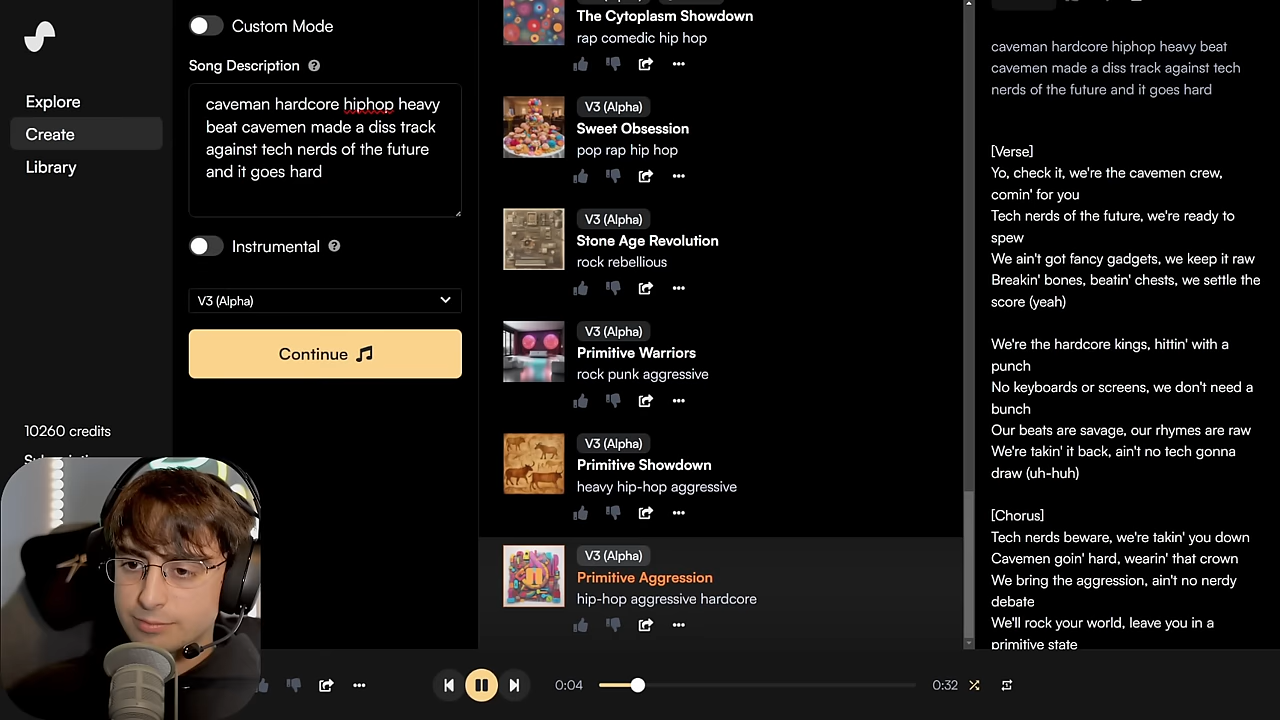 Explore
Create
Library
10260 credits
Custom Mode
Song Description
caveman hardcore hiphop heavy
beat cavemen made a diss track
against tech nerds of the future
and it goes hard
Instrumental
V3 (Alpha)
Continue
The Cytoplasm Showdown
rap comedic hip hop
V3 (Alpha)
Sweet Obsession
pop rap hip hop
V3 (Alpha)
Stone Age Revolution
rock rebellious
V3 (Alpha)
Primitive Warriors
rock punk aggressive
V3 (Alpha)
Primitive Showdown
heavy hip-hop aggressive
V3 (Alpha)
Primitive Aggression
hip-hop aggressive hardcore
caveman hardcore hiphop heavy beat
cavemen made a diss track against tech
nerds of the future and it goes hard
[Verse]
Yo, check it, we're the cavemen crew,
comin' for you
Tech nerds of the future, we're ready to
spew
We ain't got fancy gadgets, we keep it raw
Breakin' bones, beatin' chests, we settle the
score (yeah)
We're the hardcore kings, hittin' with a
punch
No keyboards or screens, we don't need a
bunch
Our beats are savage, our rhymes are raw
We're takin' it back, ain't no tech gonna
draw (uh-huh)
[Chorus]
Tech nerds beware, we're takin' you down
Cavemen goin' hard, wearin' that crown
We bring the aggression, ain't no nerdy
debate
We'll rock your world, leave you in a
primitive state
0:04
0:32